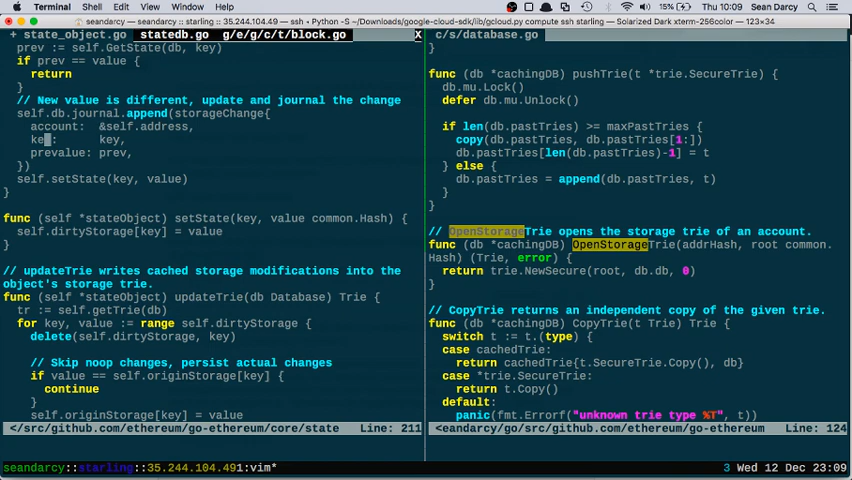 Terminal Shell Edit View Window Help 15% Thu 10:09 Sean Darcy
seandarcy — seandarcy :: starling :: 35.244.104.49 — ssh • Python -S ~/Downloads/google-cloud-sdk/lib/gcloud.py compute ssh starling — Solarized Dark xterm-256color — 123×34
+ state_object.go statedb.go g/e/g/c/t/block.go X
prev := self.GetState(db, key)
if prev == value {
return
}
// New value is different, update and journal the change
self.db.journal.append(storageChange{
account: &self.address,
key: key,
prevalue: prev,
})
self.setState(key, value)
}
func (self *stateObject) setState(key, value common.Hash) {
self.dirtyStorage[key] = value
}
// updateTrie writes cached storage modifications into the
object's storage trie.
func (self *stateObject) updateTrie(db Database) Trie {
tr := self.getTrie(db)
for key, value := range self.dirtyStorage {
delete(self.dirtyStorage, key)
// Skip noop changes, persist actual changes
if value == self.originStorage[key] {
continue
}
self.originStorage[key] = value
</src/github.com/ethereum/go-ethereum/core/state Line: 211
c/s/database.go
}
func (db *cachingDB) pushTrie(t *trie.SecureTrie) {
db.mu.Lock()
defer db.mu.Unlock()
if len(db.pastTries) >= maxPastTries {
copy(db.pastTries, db.pastTries[1:])
db.pastTries[len(db.pastTries)-1] = t
} else {
db.pastTries = append(db.pastTries, t)
}
}
// OpenStorageTrie opens the storage trie of an account.
func (db *cachingDB) OpenStorageTrie(addrHash, root common.
Hash) (Trie, error) {
return trie.NewSecure(root, db.db, 0)
}
// CopyTrie returns an independent copy of the given trie.
func (db *cachingDB) CopyTrie(t Trie) Trie {
switch t := t.(type) {
case cachedTrie:
return cachedTrie{t.SecureTrie.Copy(), db}
case *trie.SecureTrie:
return t.Copy()
default:
panic(fmt.Errorf("unknown trie type %T", t))
<eandarcy/go/src/github.com/ethereum/go-ethereum Line: 124
seandarcy::starling::35.244.104.491:vim* 3 Wed 12 Dec 23:09